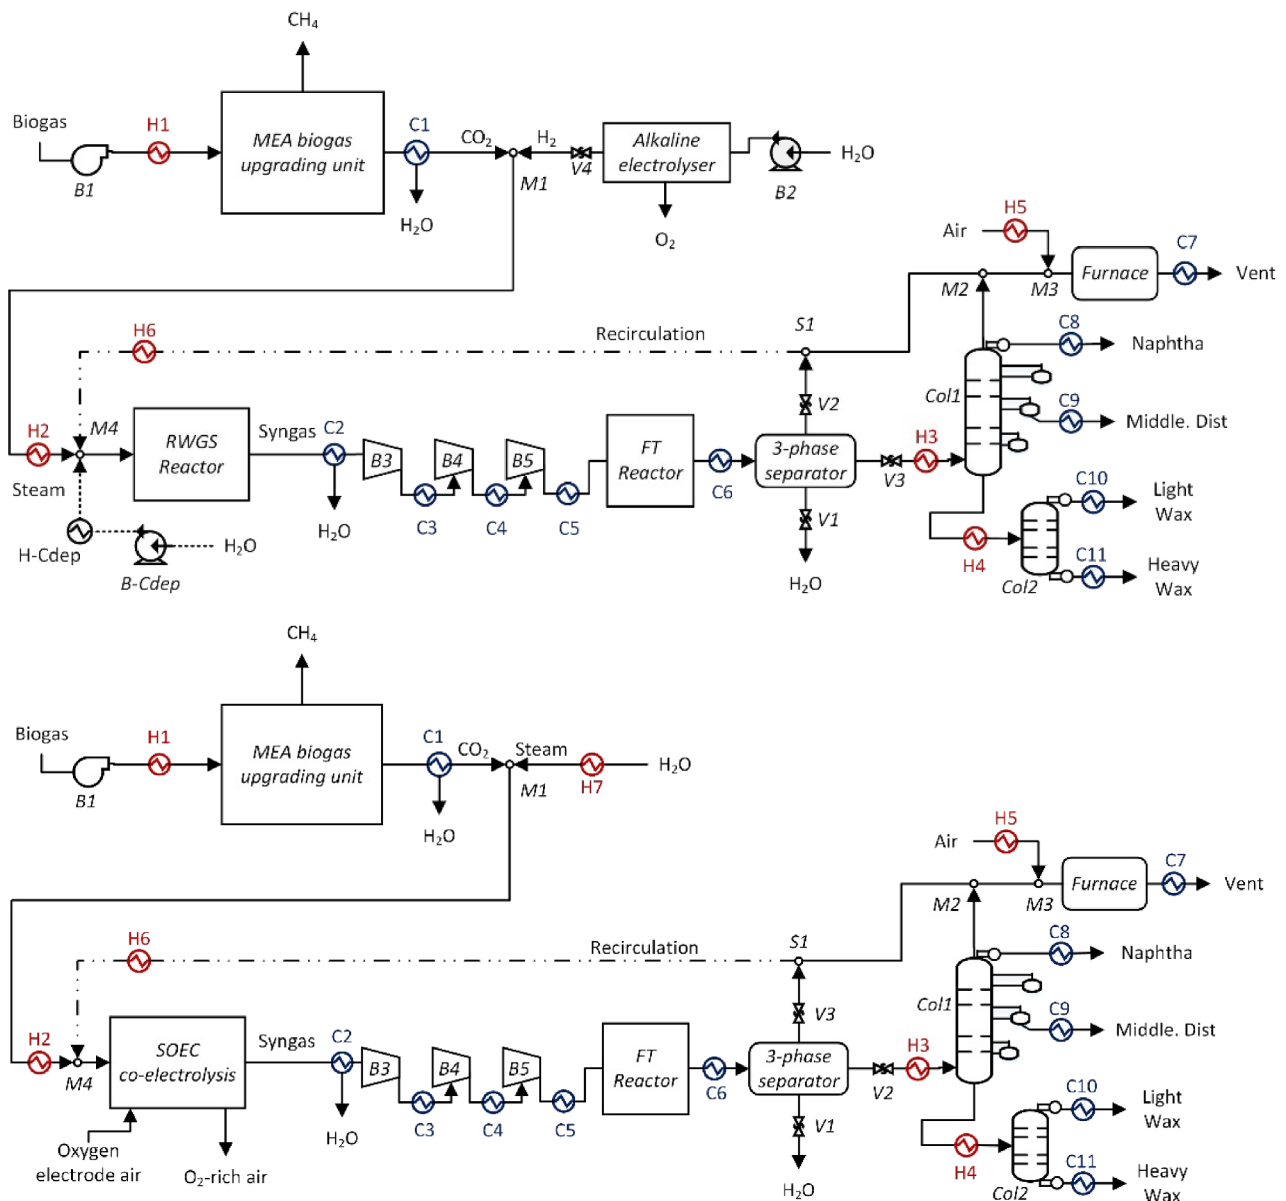 CH₄
Biogas
H1
MEA biogas
upgrading unit
C1
CO₂
H₂
V4
Alkaline
electrolyser
H₂O
B1
M1
B2
H₂O
O₂
H5
Air
C7
Furnace
Vent
M2
M3
H6
Recirculation
S1
C8
Naphtha
Col1
V2
C9
Middle. Dist
H2
M4
RWGS
Reactor
Syngas
C2
B3
B4
B5
FT
Reactor
3-phase
separator
H3
C6
V3
Steam
C3
C4
C5
V1
C10
Light
Wax
H₂O
H-Cdep
H₂O
B-Cdep
H₂O
H4
C11
Heavy
Wax
Col2
CH₄
Biogas
H1
MEA biogas
upgrading unit
C1
CO₂
Steam
H₂O
B1
M1
H7
H₂O
H5
Air
C7
Furnace
Vent
M2
M3
H6
Recirculation
S1
C8
Naphtha
Col1
V3
C9
Middle. Dist
H2
M4
SOEC
co-electrolysis
Syngas
C2
B3
B4
B5
FT
Reactor
3-phase
separator
H3
C6
V2
C3
C4
C5
V1
C10
Light
Wax
Oxygen
electrode air
O₂-rich air
H₂O
H₂O
H4
C11
Heavy
Wax
Col2